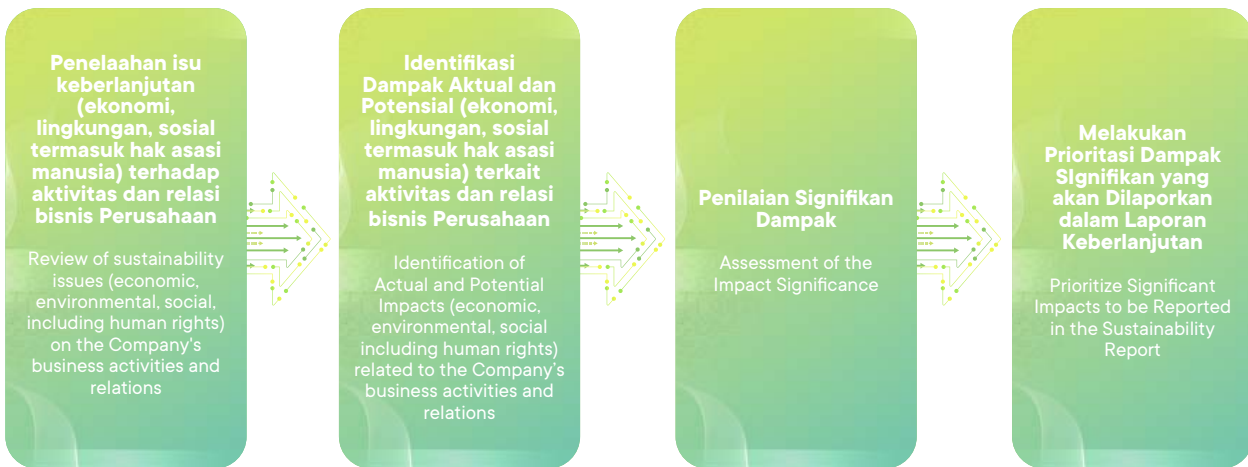 Penelaahan isu
keberlanjutan
(ekonomi,
lingkungan, sosial
termasuk hak asasi
manusia) terhadap
aktivitas dan relasi
bisnis Perusahaan
Review of sustainability
issues (economic,
environmental, social,
including human rights)
on the Company's
business activities and
relations
Identifikasi
Dampak Aktual dan
Potensial (ekonomi,
lingkungan, sosial
termasuk hak asasi
manusia) terkait
aktivitas dan relasi
bisnis Perusahaan
Identification of
Actual and Potential
Impacts (economic,
environmental, social
including human rights)
related to the Company's
business activities and
relations
Penilaian Signifikan
Dampak
Assessment of the
Impact Significance
Melakukan
Prioritasi Dampak
SIgnifikan yang
akan Dilaporkan
dalam Laporan
Keberlanjutan
Prioritize Significant
Impacts to be Reported
in the Sustainability
Report